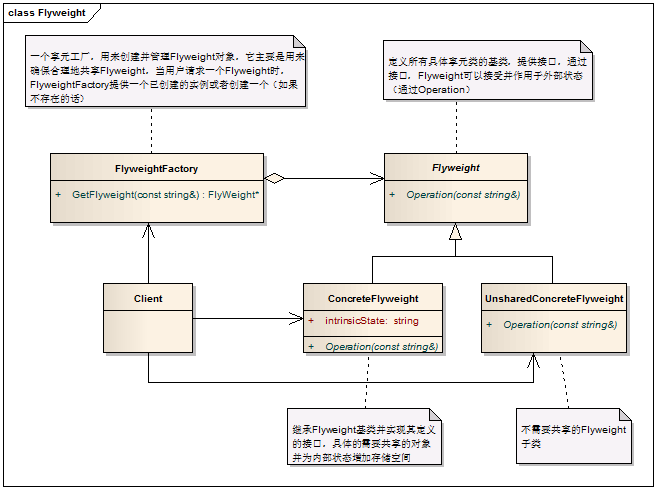 class Flyweight
一个享元工厂，用来创建并管理Flyweight对象，它主要是用来
确保合理地共享Flyweight，当用户请求一个Flyweight时，
FlyweightFactory提供一个已创建的实例或者创建一个（如果
不存在的话）
定义所有具体享元类的基类，提供接口，通过
接口，Flyweight可以接受并作用于外部状态
（通过Operation）
FlyweightFactory
+ GetFlyweight(const string&) : FlyWeight*
Flyweight
+ Operation(const string&)
Client
ConcreteFlyweight
+ intrinsicState: string
+ Operation(const string&)
UnsharedConcreteFlyweight
+ Operation(const string&)
继承Flyweight基类并实现其定义
的接口，具体的需要共享的对象
并为内部状态增加存储空间
不需要共享的Flyweight
子类